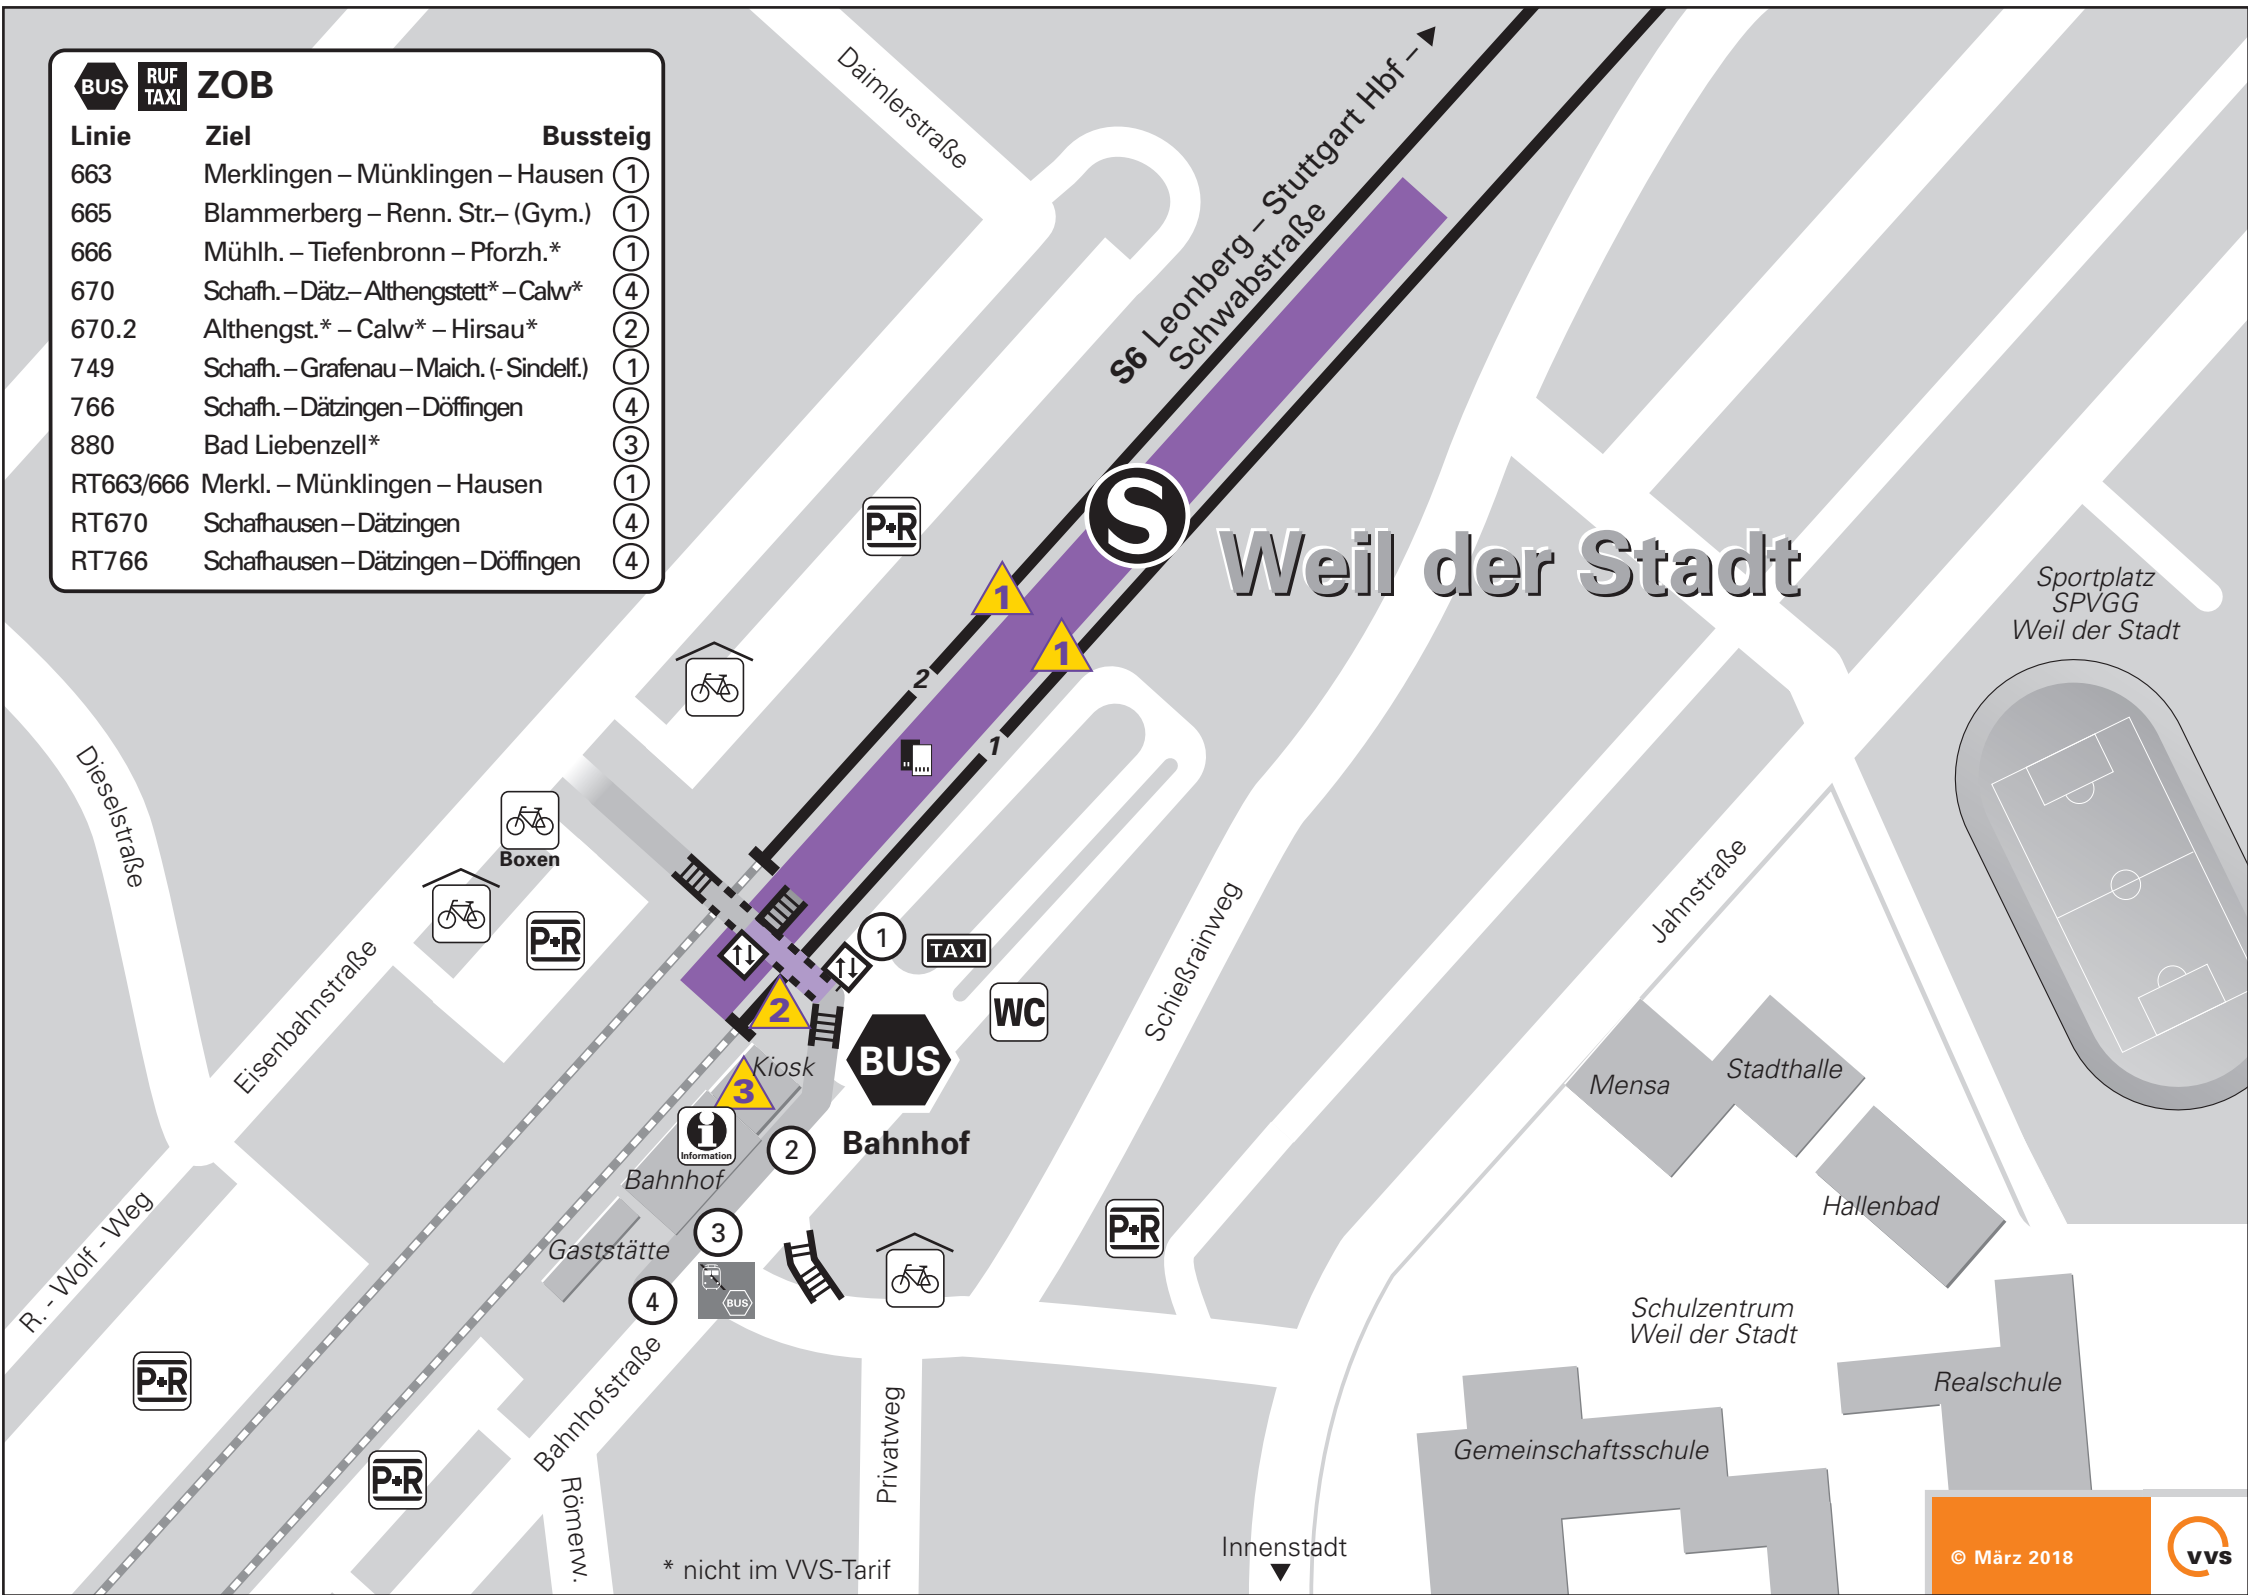 BUS RUF TAXI ZOB
Linie Ziel Bussteig
663 Merklingen – Münklingen – Hausen 1
665 Blammerberg – Renn. Str.– (Gym.) 1
666 Mühlh. – Tiefenbronn – Pforzh.* 1
670 Schafh. – Dätz.– Althengstett* – Calw* 4
670.2 Althengst.* – Calw* – Hirsau* 2
749 Schafh. – Grafenau – Maich. (- Sindelf.) 1
766 Schafh. – Dätzingen – Döffingen 4
880 Bad Liebenzell* 3
RT663/666 Merkl. – Münklingen – Hausen 1
RT670 Schafhausen – Dätzingen 4
RT766 Schafhausen – Dätzingen – Döffingen 4
Daimlerstraße
S6 Leonberg – Stuttgart Hbf –
Schwabstraße
P+R
S
Weil der Stadt
1
1
2
1
Sportplatz
SPVGG
Weil der Stadt
Dieselstraße
Boxen
P+R
Eisenbahnstraße
1
TAXI
WC
2
BUS
Bahnhof
Kiosk
3
i
Information
2
Bahnhof
3
Gaststätte
4
BUS
Schießrainweg
Jahnstraße
Mensa
Stadthalle
Hallenbad
P+R
R. - Wolf - Weg
P+R
P+R
Bahnhofstraße
Römerw.
Privatweg
Schulzentrum
Weil der Stadt
Realschule
Gemeinschaftsschule
Innenstadt
* nicht im VVS-Tarif
© März 2018
VVS